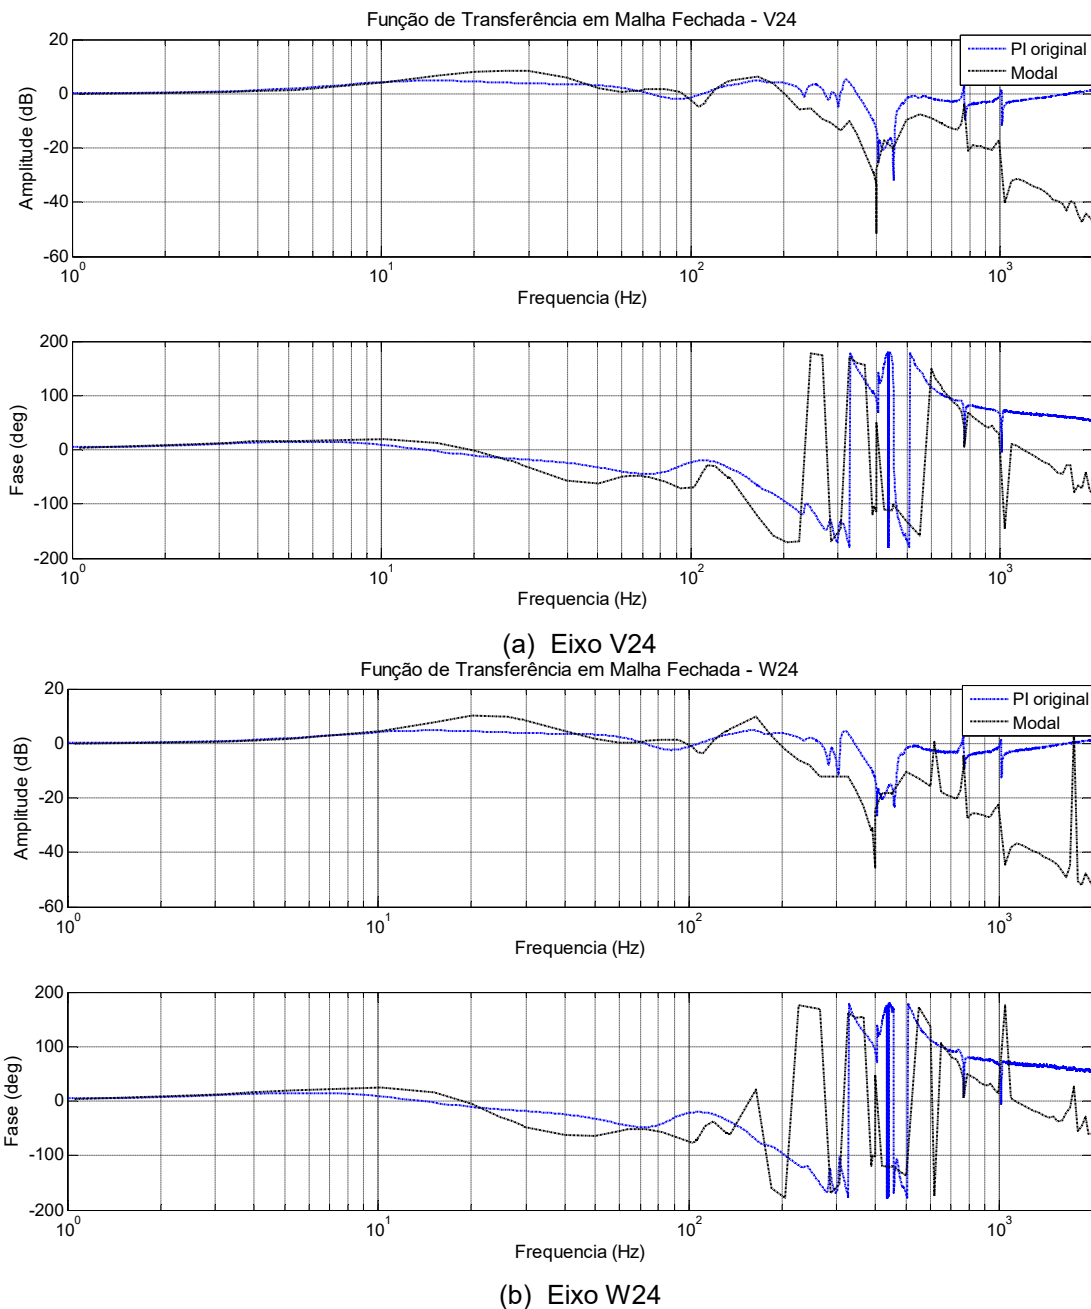 Função de Transferência em Malha Fechada - V24
20
0
-20
-40
-60
Amplitude (dB)
PI original
Modal
10^0
10^1
10^2
10^3
Frequencia (Hz)
200
100
0
-100
-200
Fase (deg)
10^0
10^1
10^2
10^3
Frequencia (Hz)
(a) Eixo V24
Função de Transferência em Malha Fechada - W24
20
0
-20
-40
-60
Amplitude (dB)
PI original
Modal
10^0
10^1
10^2
10^3
Frequencia (Hz)
200
100
0
-100
-200
Fase (deg)
10^0
10^1
10^2
10^3
Frequencia (Hz)
(b) Eixo W24